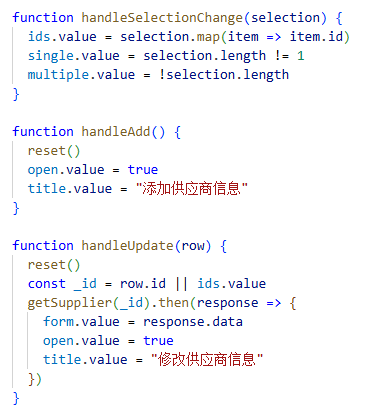 function handleSelectionChange(selection) {
  ids.value = selection.map(item => item.id)
  single.value = selection.length != 1
  multiple.value = !selection.length
}

function handleAdd() {
  reset()
  open.value = true
  title.value = "添加供应商信息"
}

function handleUpdate(row) {
  reset()
  const _id = row.id || ids.value
  getSupplier(_id).then(response => {
    form.value = response.data
    open.value = true
    title.value = "修改供应商信息"
  })
}